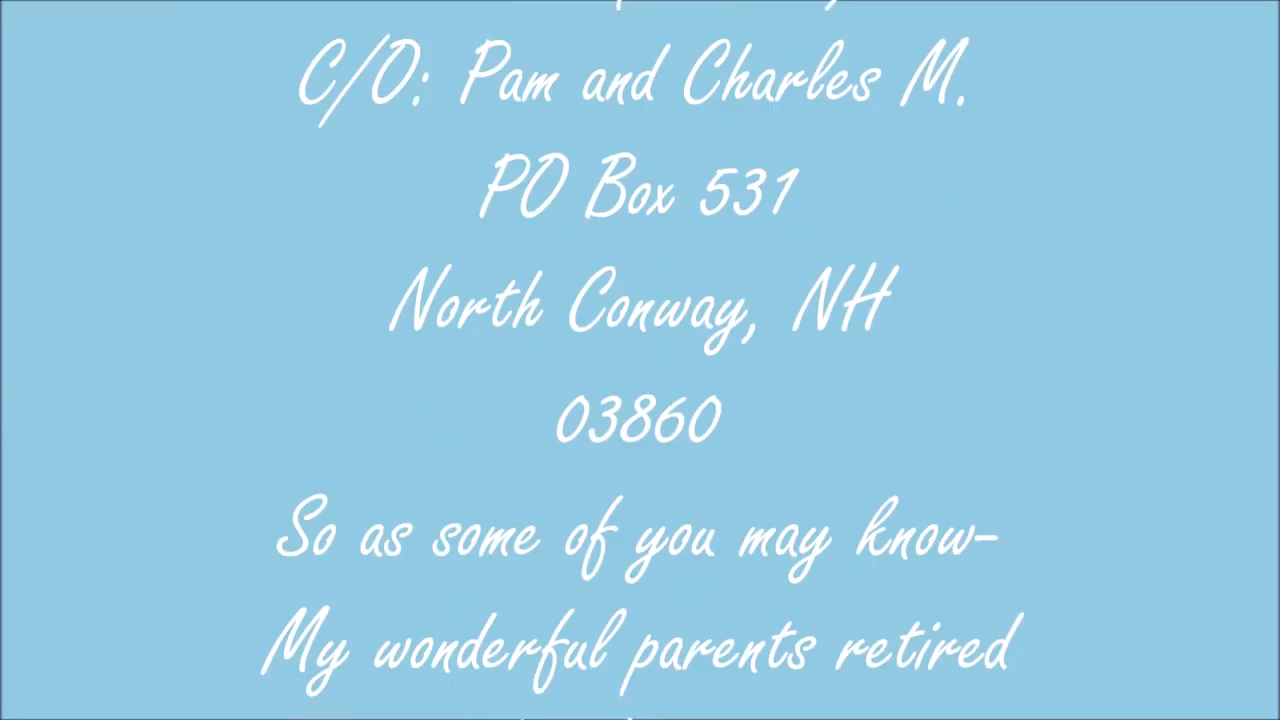 C/O: Pam and Charles M.
PO Box 531
North Conway, NH
03860
So as some of you may know-
My wonderful parents retired